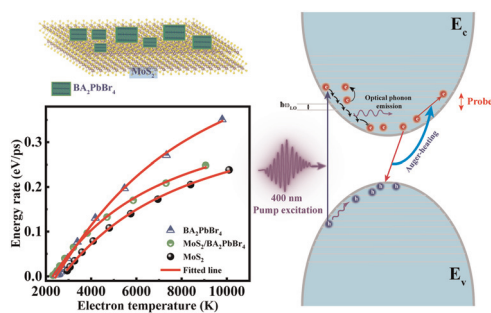 MoS2
BA2PbBr4
Energy rate (eV/ps)
0.3
0.2
0.1
0.0
2000 4000 6000 8000 10000
Electron temperature (K)
BA2PbBr4
MoS2/BA2PbBr4
MoS2
Fitted line
Ec
Optical phonon
emission
hΩLO
Probe
Auger-heating
400 nm
Pump excitation
Ev